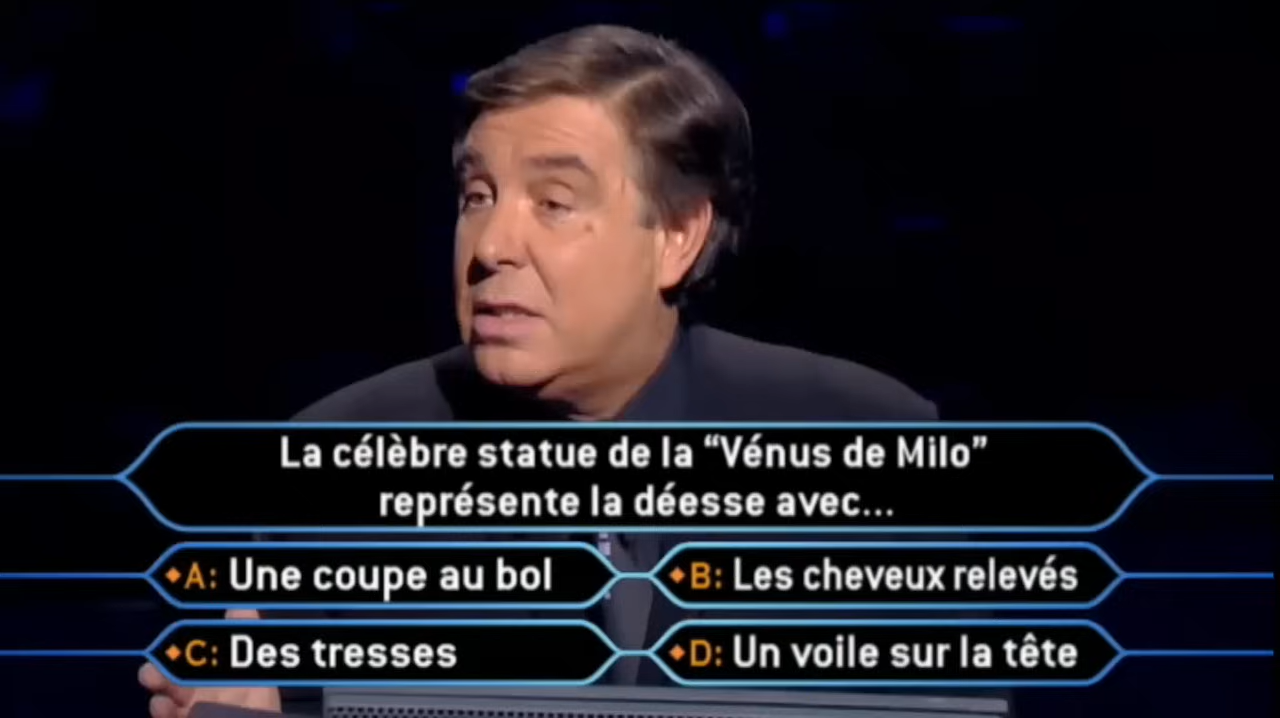 La célèbre statue de la “Vénus de Milo”
représente la déesse avec...
A: Une coupe au bol
B: Les cheveux relevés
C: Des tresses
D: Un voile sur la tête